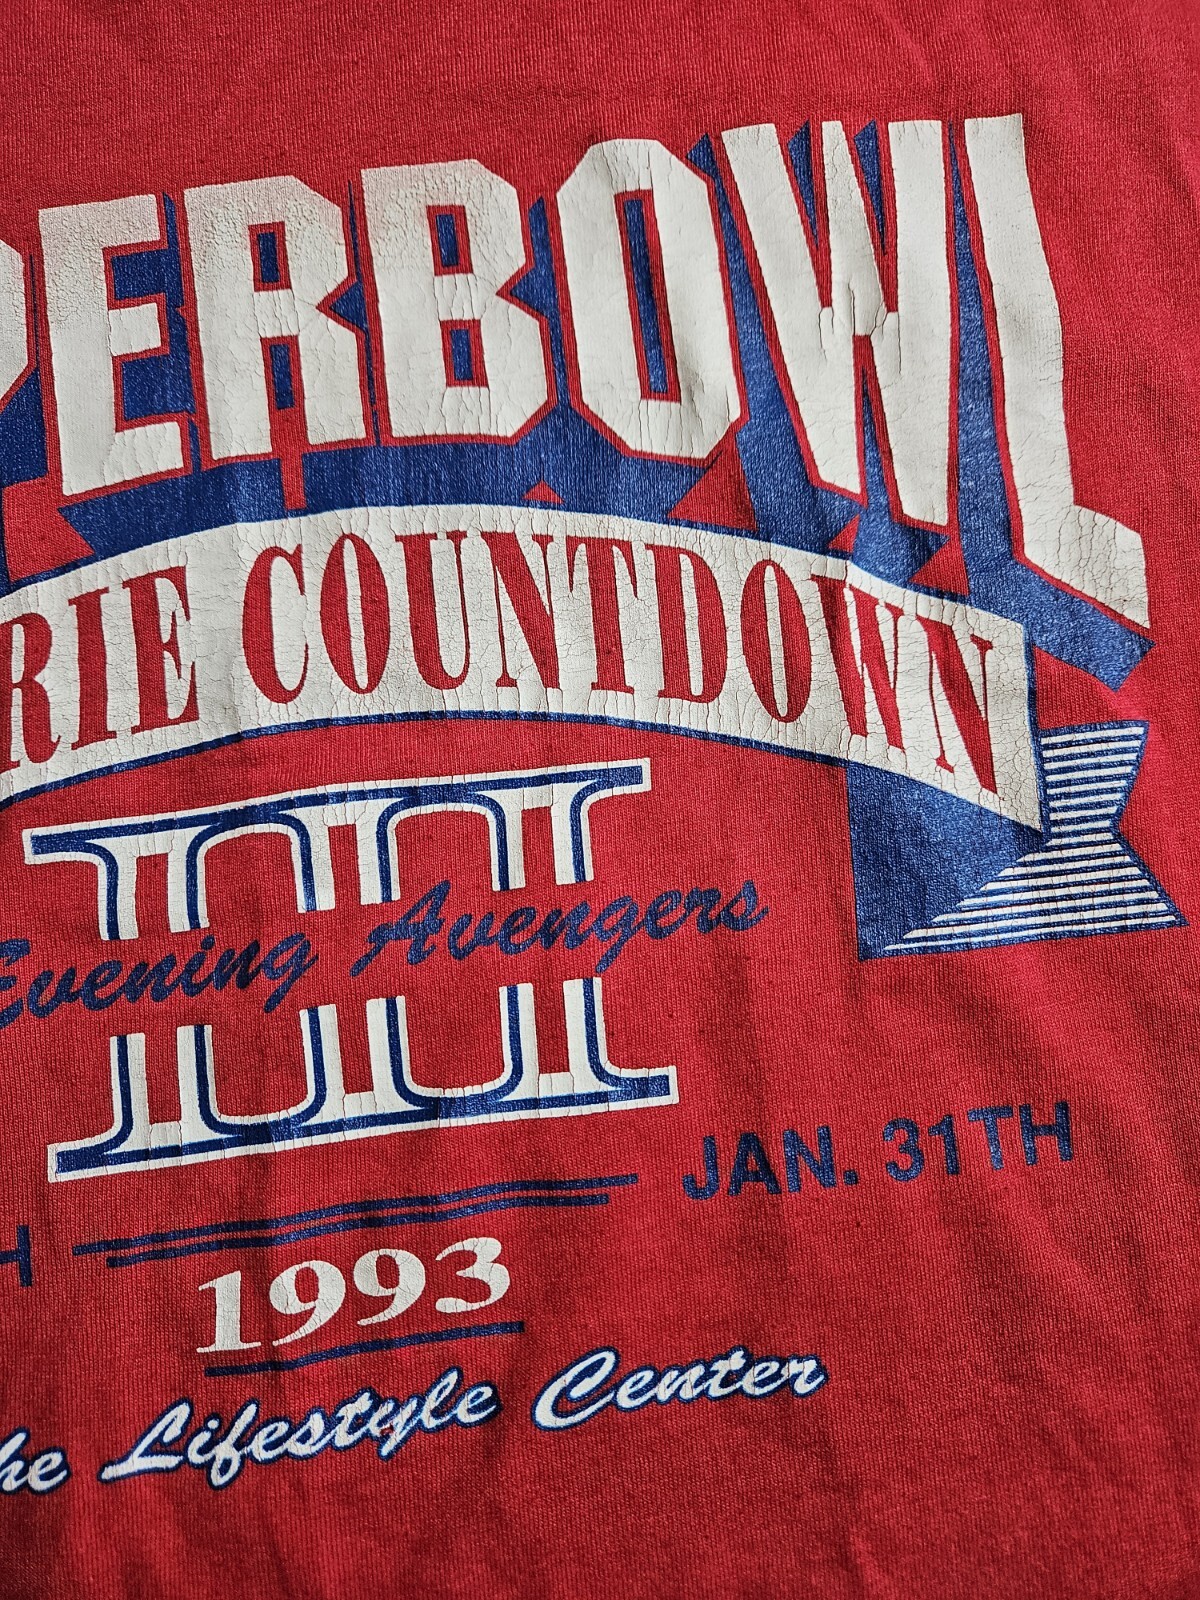 PERBOWL
RIE COUNTDOWN
III
Evening Avengers
H JAN. 31TH
1993
he Lifestyle Center